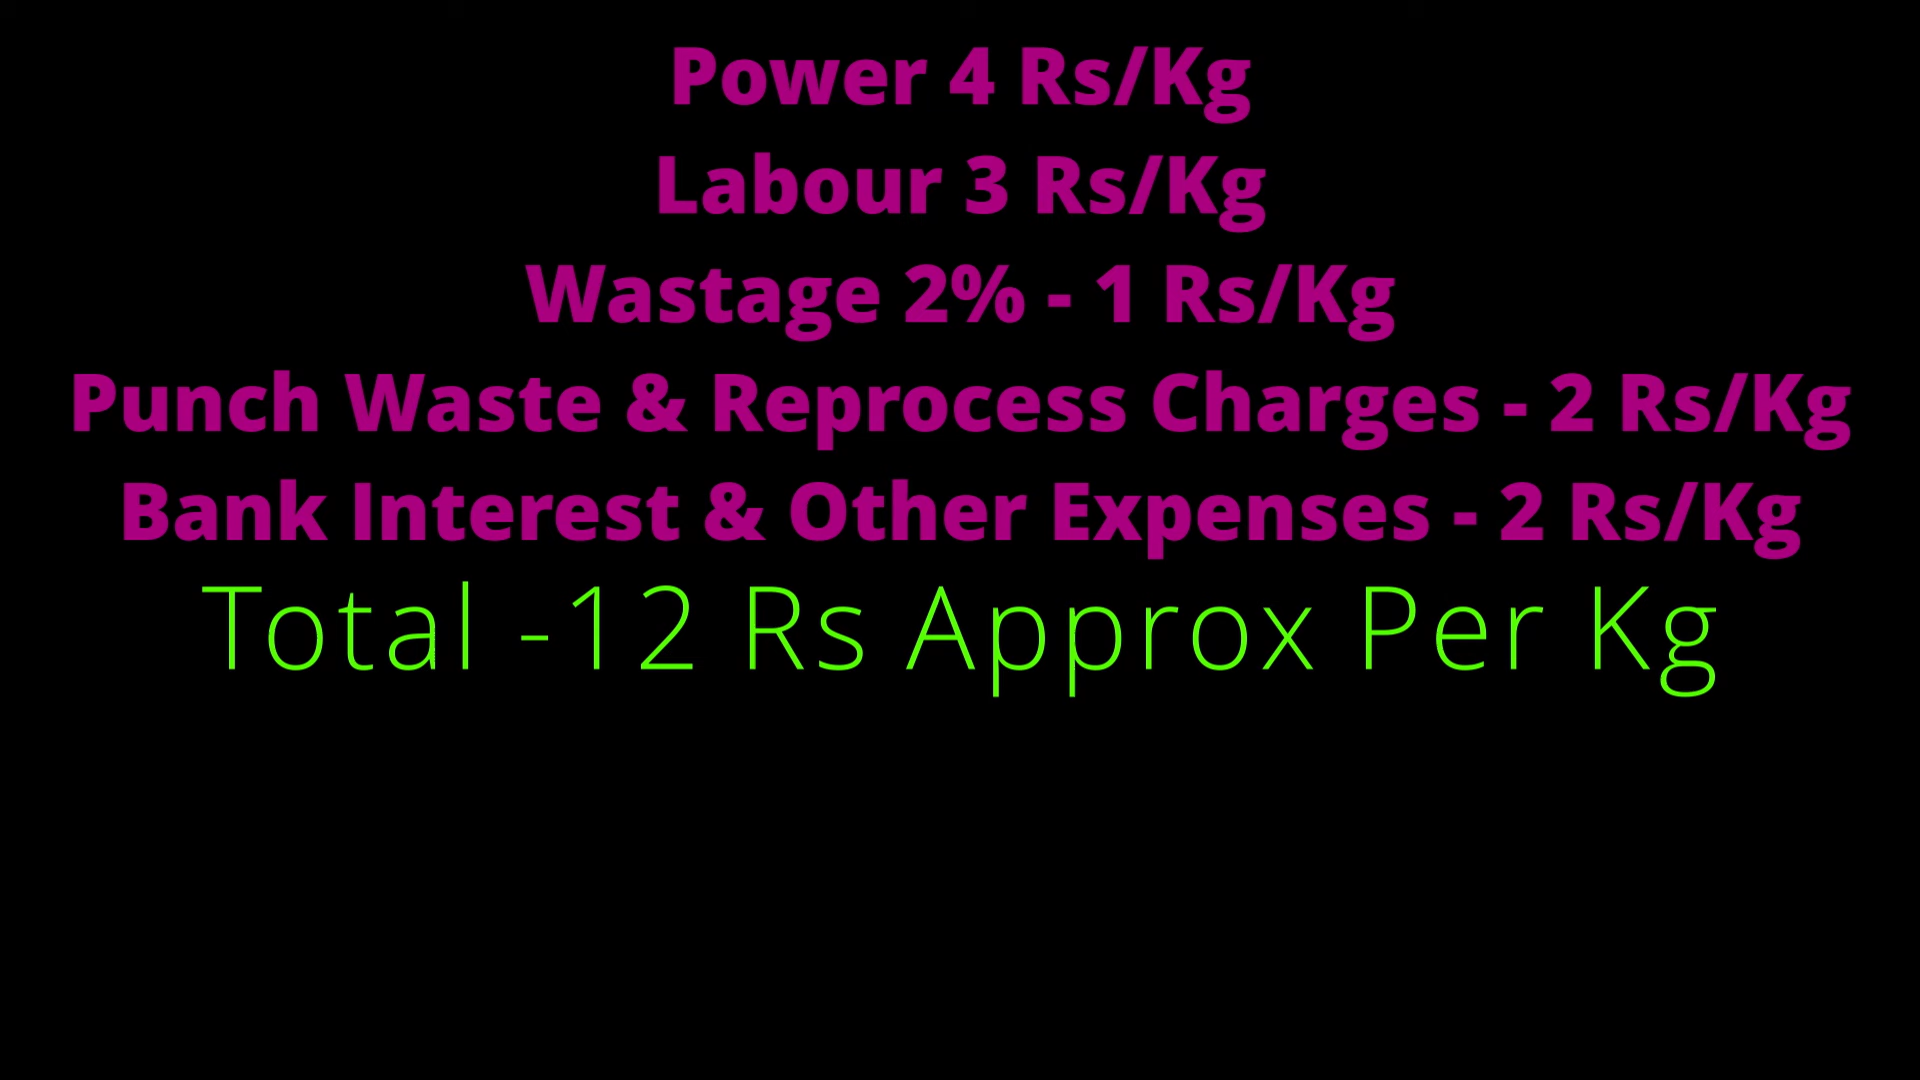 Power 4 Rs/Kg
Labour 3 Rs/Kg
Wastage 2% - 1 Rs/Kg
Punch Waste & Reprocess Charges - 2 Rs/Kg
Bank Interest & Other Expenses - 2 Rs/Kg
Total -12 Rs Approx Per Kg